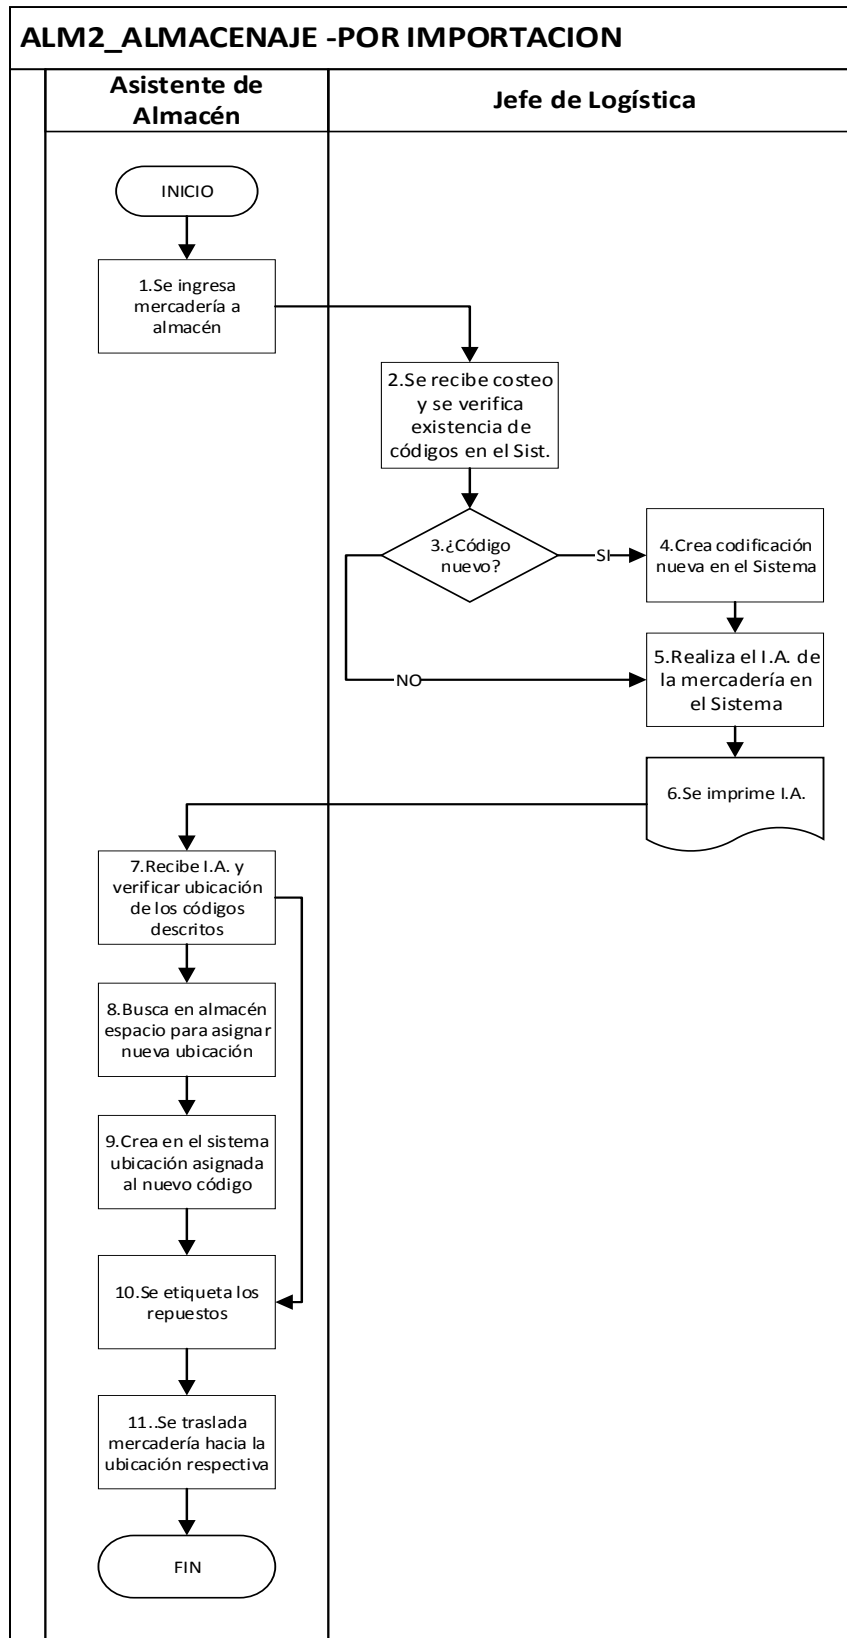 ALM2_ALMACENAJE -POR IMPORTACION
Asistente de
Almacén
Jefe de Logística
INICIO
1.Se ingresa
mercadería a
almacén
2.Se recibe costeo
y se verifica
existencia de
códigos en el Sist.
3.¿Código
nuevo?
SI
4.Crea codificación
nueva en el Sistema
NO
5.Realiza el I.A. de
la mercadería en
el Sistema
6.Se imprime I.A.
7.Recibe I.A. y
verificar ubicación
de los códigos
descritos
8.Busca en almacén
espacio para asignar
nueva ubicación
9.Crea en el sistema
ubicación asignada
al nuevo código
10.Se etiqueta los
repuestos
11..Se traslada
mercadería hacia la
ubicación respectiva
FIN